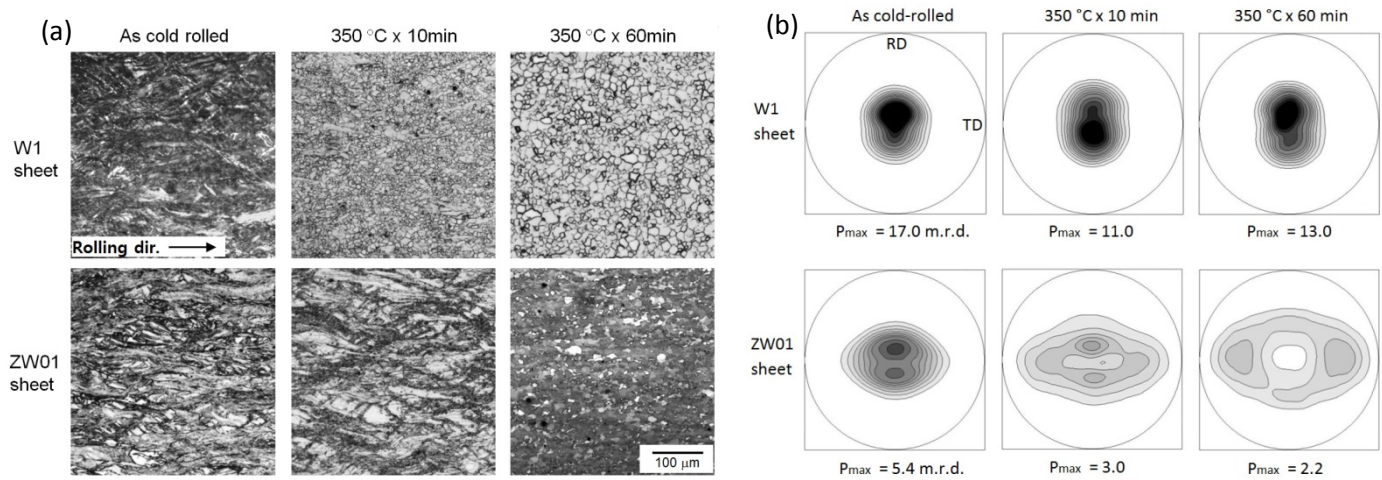 (a)
As cold rolled
350 °C x 10min
350 °C x 60min
W1
sheet
Rolling dir.
ZW01
sheet
100 μm
(b)
As cold-rolled
350 °C x 10 min
350 °C x 60 min
RD
TD
W1
sheet
Pmax = 17.0 m.r.d.
Pmax = 11.0
Pmax = 13.0
ZW01
sheet
Pmax = 5.4 m.r.d.
Pmax = 3.0
Pmax = 2.2